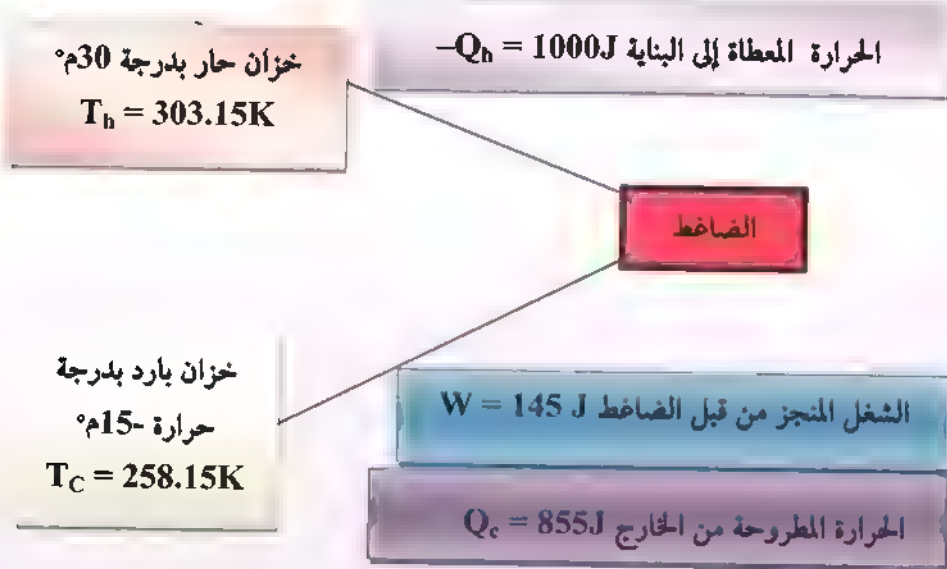 الحرارة المعطاة إلى البناية –Qh = 1000J
خزان حار بدرجة 30م°
Th = 303.15K
الضاغط
خزان بارد بدرجة
حرارة -15م°
TC = 258.15K
الشغل المنجز من قبل الضاغط W = 145 J
الحرارة المطروحة من الخارج Qc = 855J